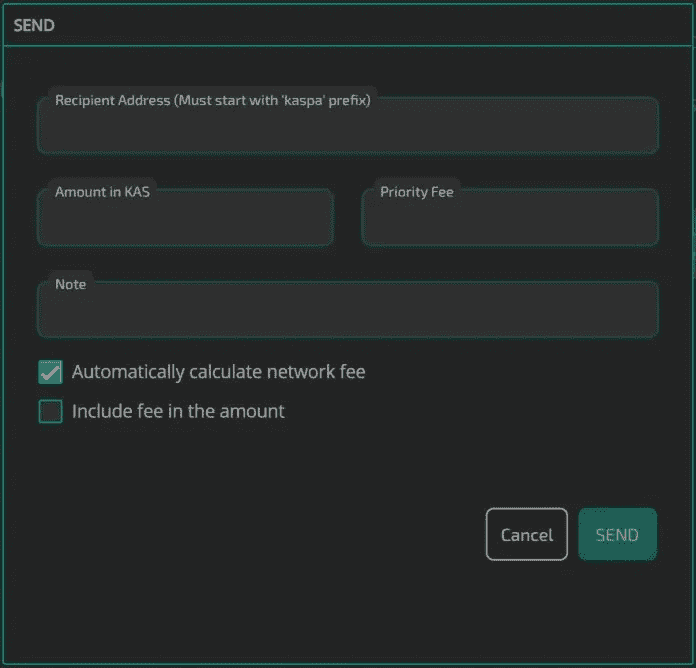 SEND
Recipient Address (Must start with 'kaspa' prefix)
Amount in KAS
Priority Fee
Note
Automatically calculate network fee
Include fee in the amount
Cancel
SEND